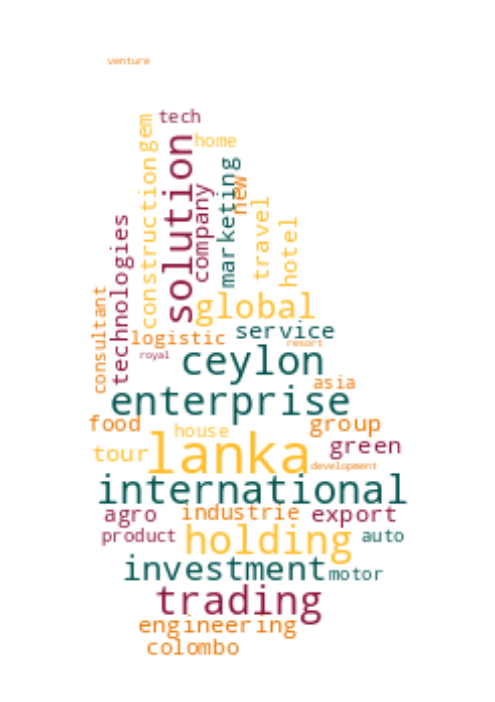 venture
tech
gem
home
solution
construction
company
marketing
new
travel
hotel
technologies
consultant
global
service
logistic
resort
royal
ceylon
asia
enterprise
food
group
house
green
tour
lanka
development
international
agro
industrie
export
product
holding
auto
investment
motor
trading
engineering
colombo